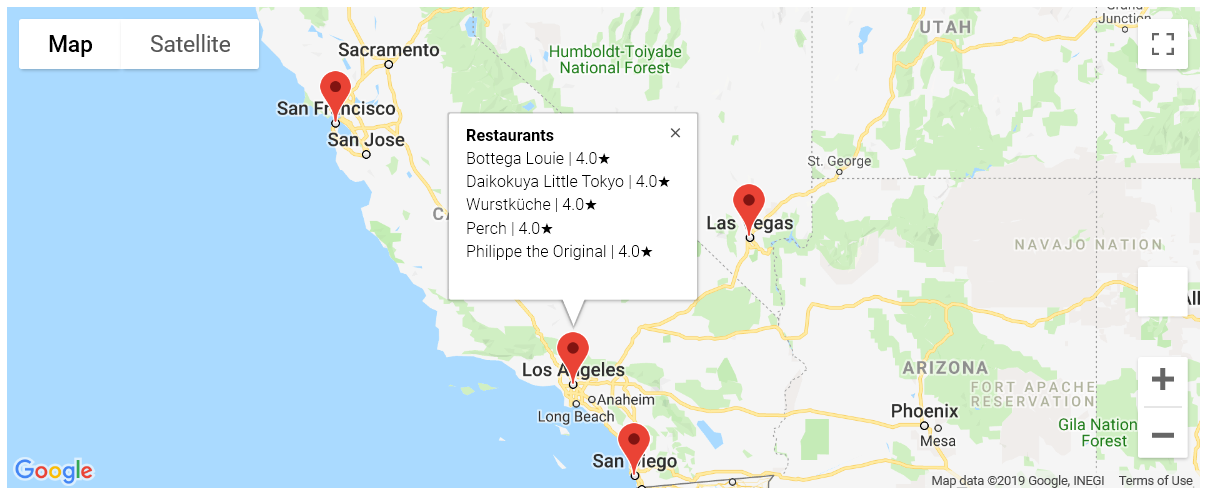 Map
Satellite
Grand
Junction
UTAH
Sacramento
Humboldt-Toiyabe
National Forest
San Francisco
San Jose
Restaurants
Bottega Louie | 4.0★
Daikokuya Little Tokyo | 4.0★
Wurstküche | 4.0★
Perch | 4.0★
Philippe the Original | 4.0★
St. George
Las Vegas
NAVAJO NATION
Los Angeles
Anaheim
Long Beach
ARIZONA
FORT APACHE
RESERVATION
Phoenix
Mesa
Gila National
Forest
San Diego
Google
Map data ©2019 Google, INEGI
Terms of Use